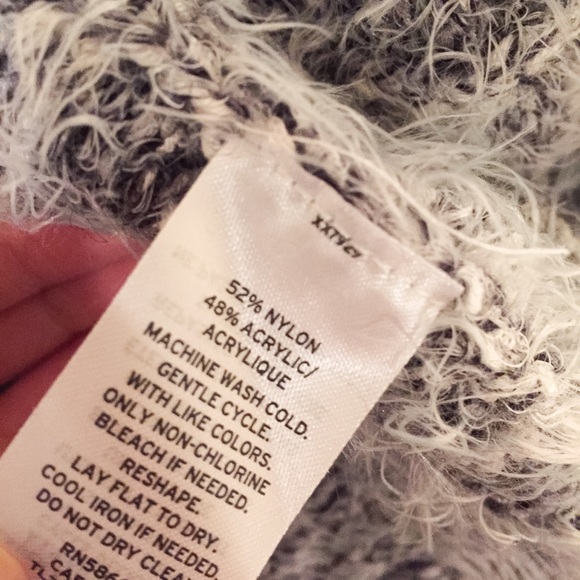 52% NYLON
48% ACRYLIC/
ACRYLIQUE
MACHINE WASH COLD.
GENTLE CYCLE.
WITH LIKE COLORS.
ONLY NON-CHLORINE
BLEACH IF NEEDED.
RESHAPE.
LAY FLAT TO DRY.
COOL IRON IF NEEDED.
DO NOT DRY CLEAN